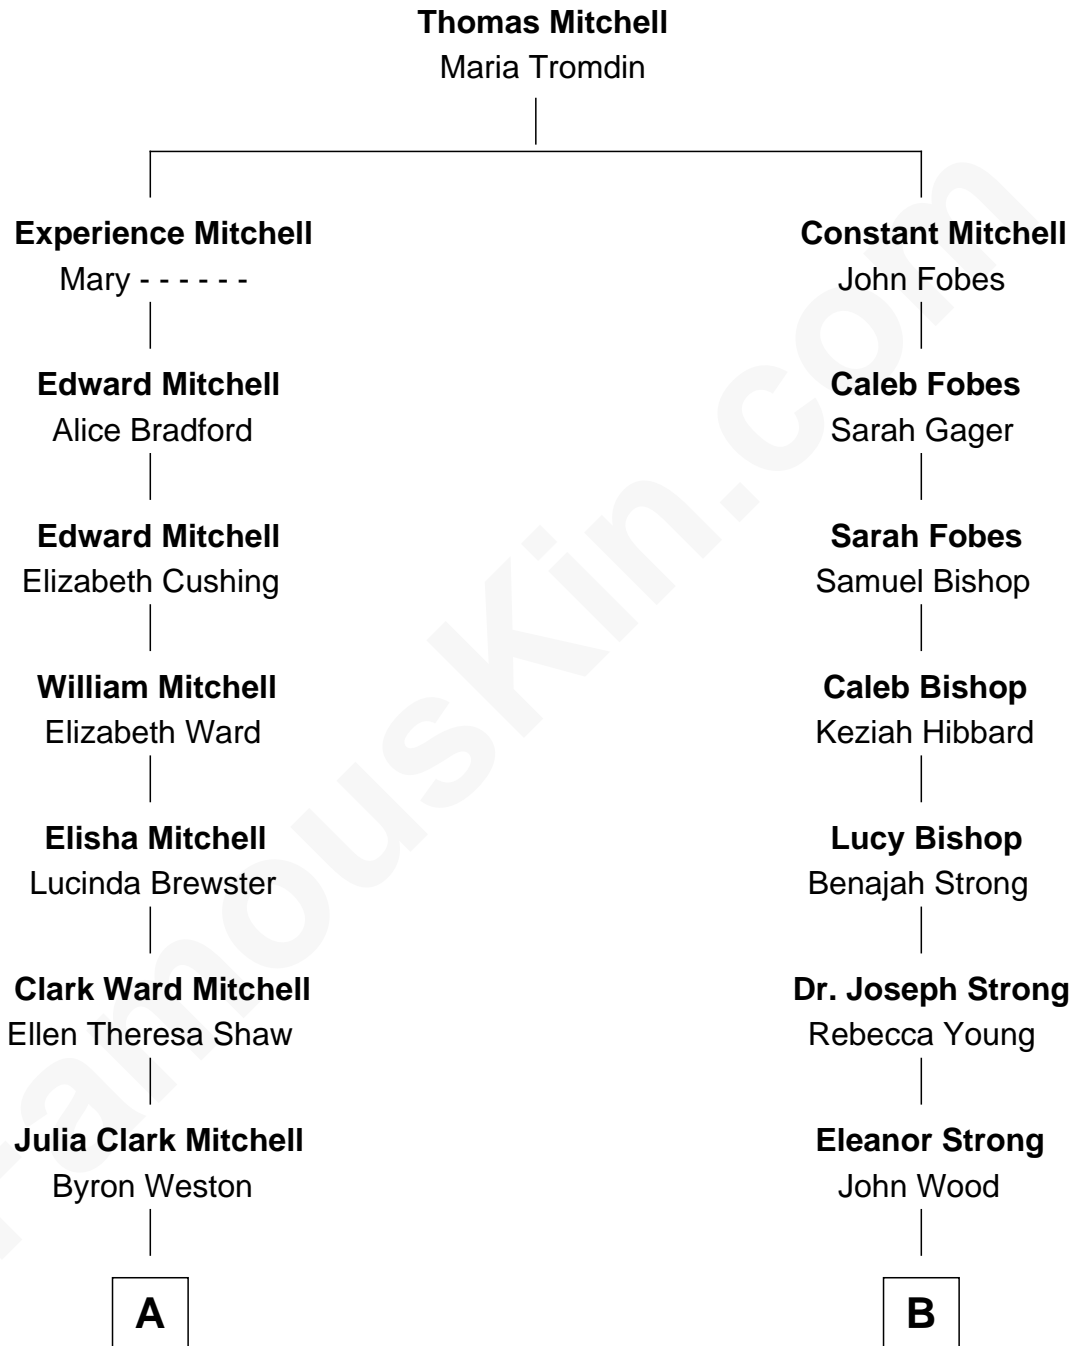 Thomas Mitchell
Maria Tromdin
Experience Mitchell
Mary - - - - - -
Constant Mitchell
John Fobes
Edward Mitchell
Alice Bradford
Caleb Fobes
Sarah Gager
Edward Mitchell
Elizabeth Cushing
Sarah Fobes
Samuel Bishop
William Mitchell
Elizabeth Ward
Caleb Bishop
Keziah Hibbard
Elisha Mitchell
Lucinda Brewster
Lucy Bishop
Benajah Strong
Clark Ward Mitchell
Ellen Theresa Shaw
Dr. Joseph Strong
Rebecca Young
Julia Clark Mitchell
Byron Weston
Eleanor Strong
John Wood
A
B
FamousKin.com